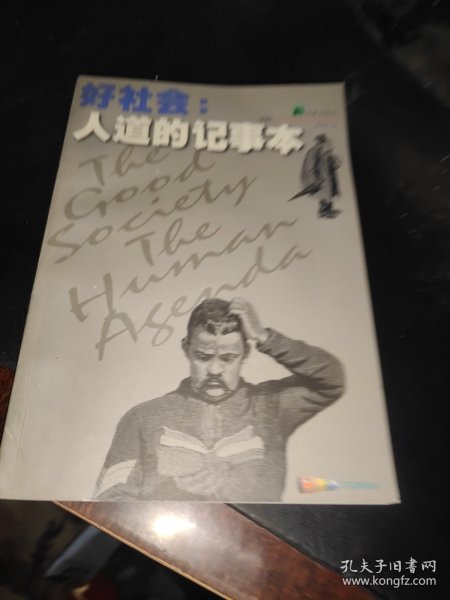 好社会:
人道的记事本
The
Good
Society
The
Human
Agenda
孔夫子旧书网
www.kongfz.com